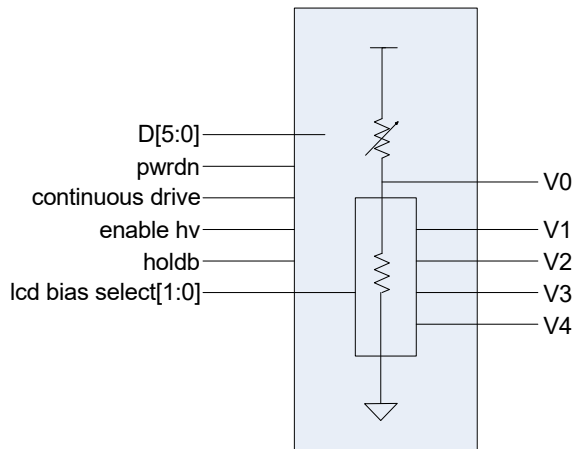 D[5:0]
pwrdn
continuous drive
enable hv
holdb
lcd bias select[1:0]
V0
V1
V2
V3
V4